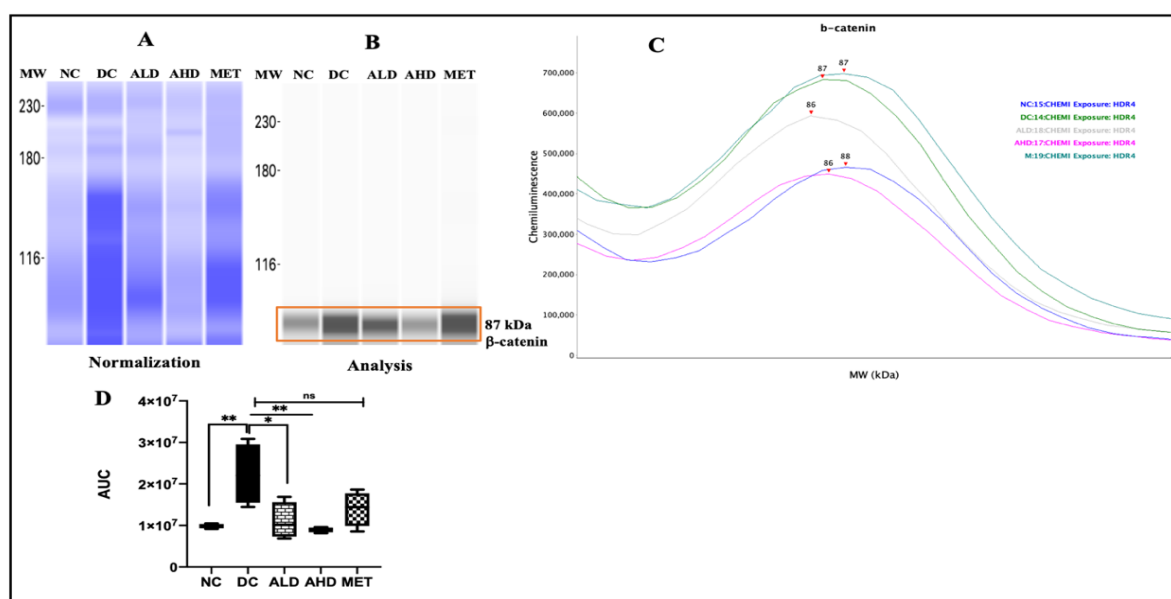 A
MW NC DC ALD AHD MET
230
180
116
Normalization
B
MW NC DC ALD AHD MET
230
180
116
87 kDa
β-catenin
Analysis
b-catenin
C
700,000
600,000
500,000
400,000
300,000
200,000
100,000
0
Chemiluminescence
87 87
86
86 88
NC:15:CHEMI Exposure: HDR4
DC:14:CHEMI Exposure: HDR4
ALD:18:CHEMI Exposure: HDR4
AHD:17:CHEMI Exposure: HDR4
M:19:CHEMI Exposure: HDR4
MW (kDa)
D
4×10⁷
3×10⁷
2×10⁷
1×10⁷
0
AUC
ns
**
** *
NC DC ALD AHD MET